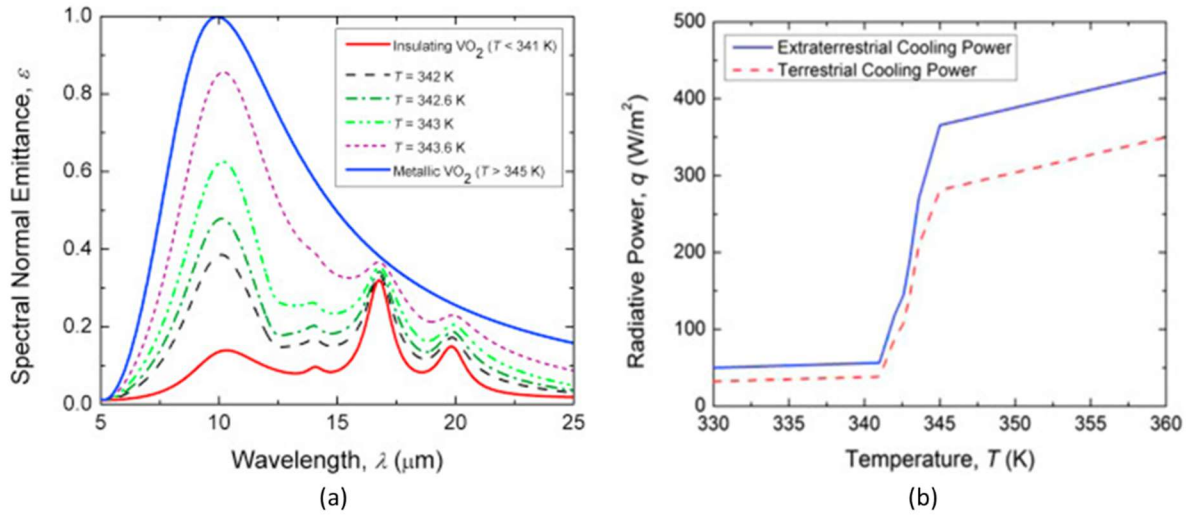 Spectral Normal Emittance, ε
1.0
0.8
0.6
0.4
0.2
0.0
5
10
15
20
25
Wavelength, λ (μm)
Insulating VO2 (T < 341 K)
T = 342 K
T = 342.6 K
T = 343 K
T = 343.6 K
Metallic VO2 (T > 345 K)
(a)
Radiative Power, q (W/m²)
500
400
300
200
100
0
330
335
340
345
350
355
360
Temperature, T (K)
Extraterrestrial Cooling Power
Terrestrial Cooling Power
(b)